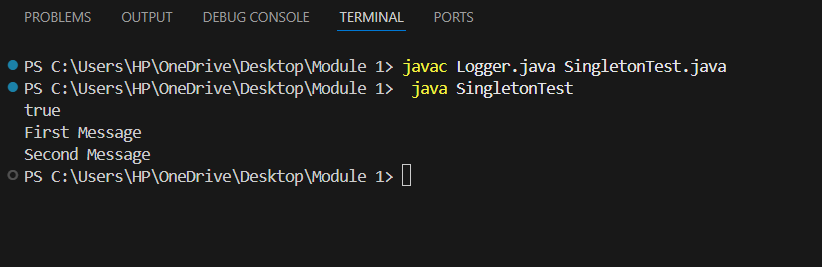 PROBLEMS OUTPUT DEBUG CONSOLE TERMINAL PORTS
PS C:\Users\HP\OneDrive\Desktop\Module 1> javac Logger.java SingletonTest.java
PS C:\Users\HP\OneDrive\Desktop\Module 1>  java SingletonTest
true
First Message
Second Message
PS C:\Users\HP\OneDrive\Desktop\Module 1>